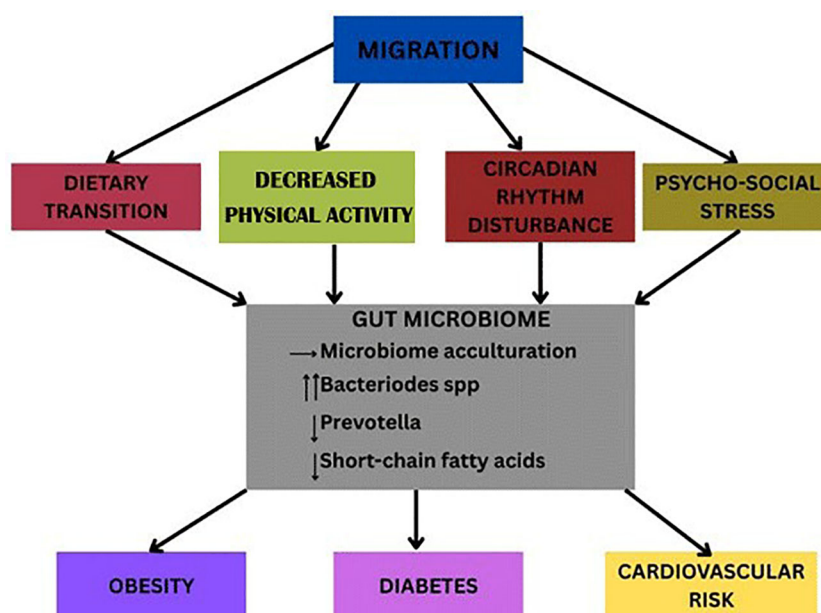 MIGRATION
DIETARY
TRANSITION
DECREASED
PHYSICAL ACTIVITY
CIRCADIAN
RHYTHM
DISTURBANCE
PSYCHO-SOCIAL
STRESS
GUT MICROBIOME
→Microbiome acculturation
↑↑Bacteriodes spp
↓Prevotella
↓Short-chain fatty acids
OBESITY
DIABETES
CARDIOVASCULAR
RISK